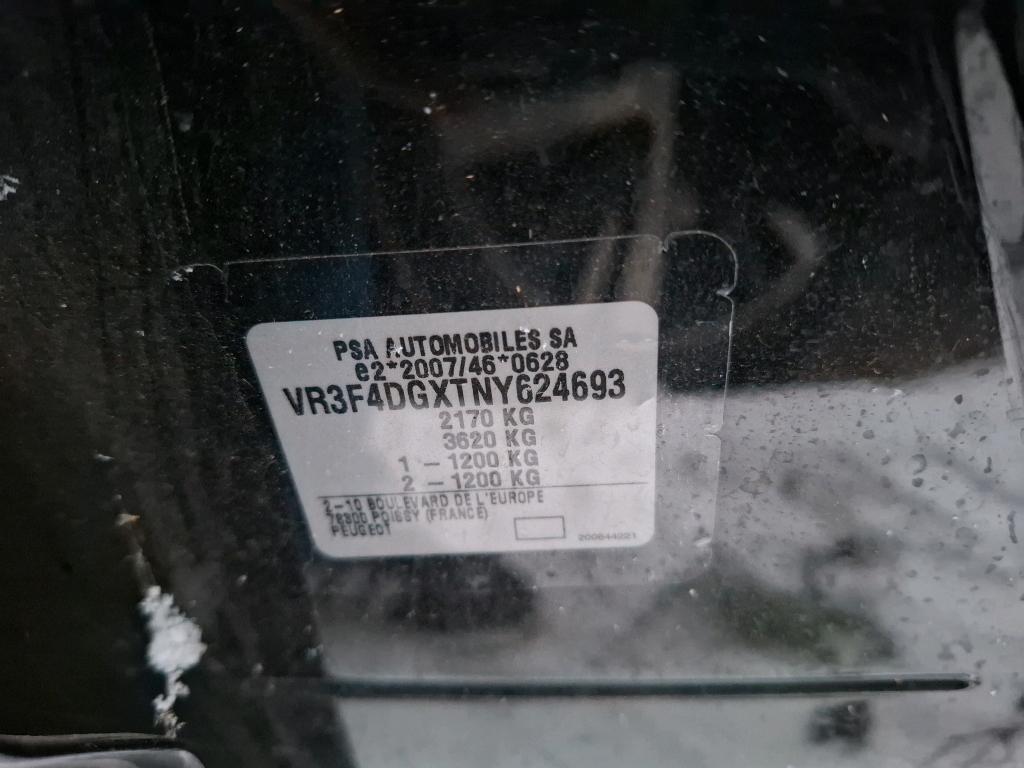 PSA AUTOMOBILES SA
e2*2007/46*0628
VR3F4DGXTNY624693
2170 KG
3620 KG
1 – 1200 KG
2 – 1200 KG
2–10 BOULEVARD DE L'EUROPE
78300 POISSY (FRANCE)
PEUGEOT
200844221